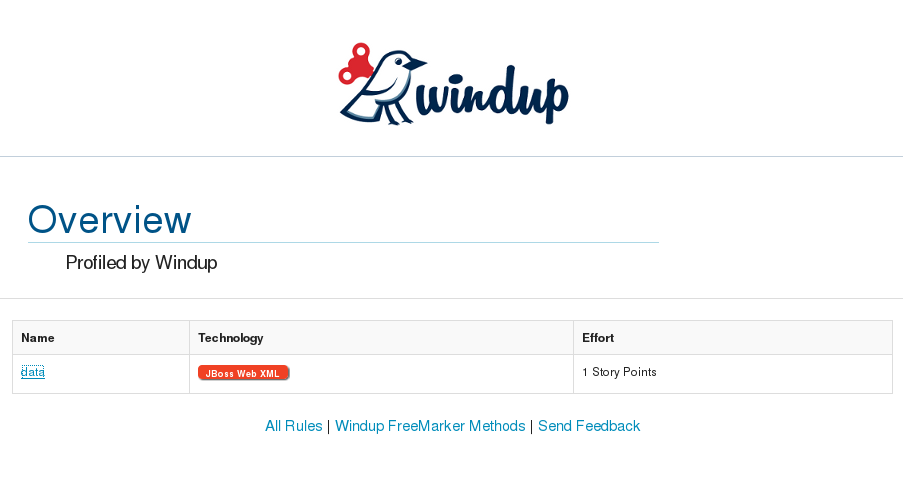 windup
Overview
Profiled by Windup
Name Technology Effort
data JBoss Web XML 1 Story Points
All Rules | Windup FreeMarker Methods | Send Feedback